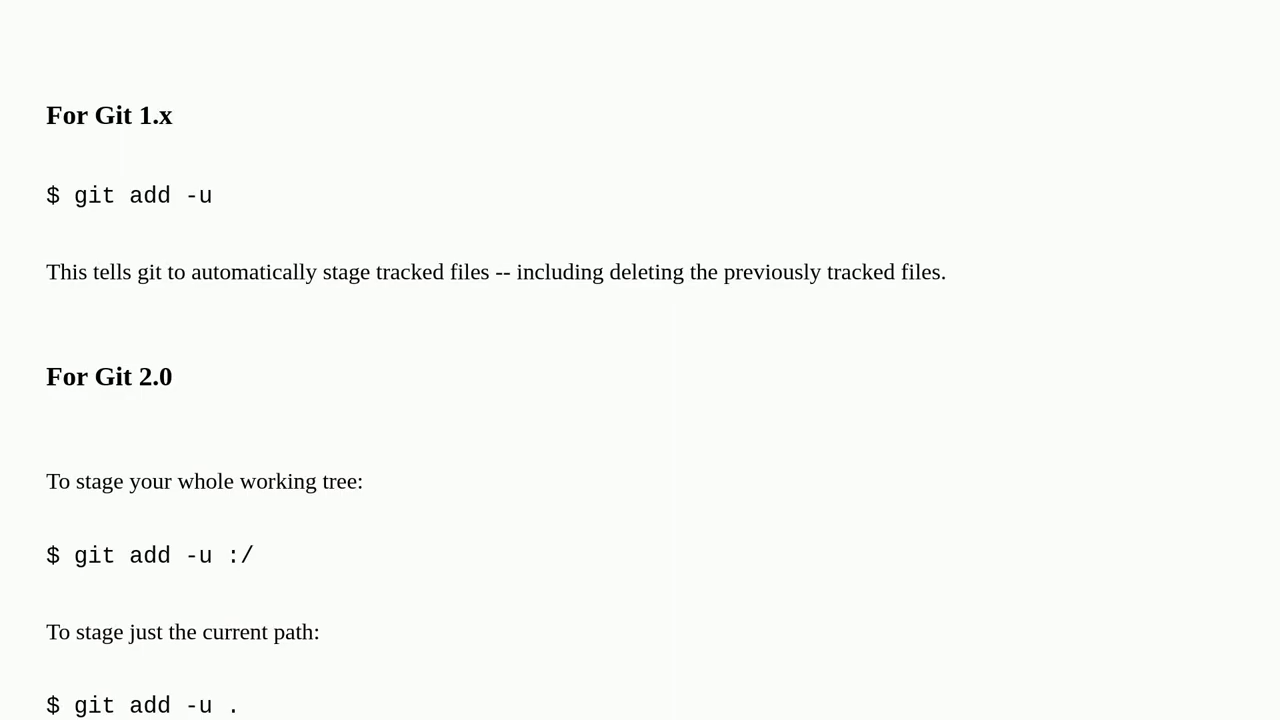 For Git 1.x
$ git add -u
This tells git to automatically stage tracked files -- including deleting the previously tracked files.
For Git 2.0
To stage your whole working tree:
$ git add -u :/
To stage just the current path:
$ git add -u .